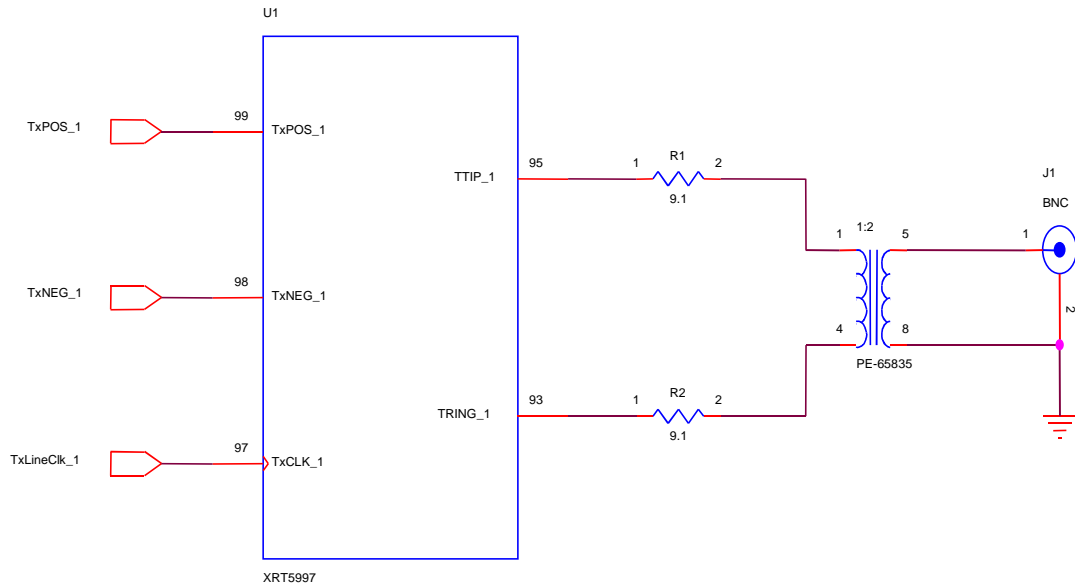 U1
TxPOS_1
99
TxPOS_1
TTIP_1
95
1
R1
2
9.1
J1
BNC
1
1:2
5
1
2
TxNEG_1
98
TxNEG_1
4
8
PE-65835
TRING_1
93
1
R2
2
9.1
TxLineClk_1
97
TxCLK_1
XRT5997